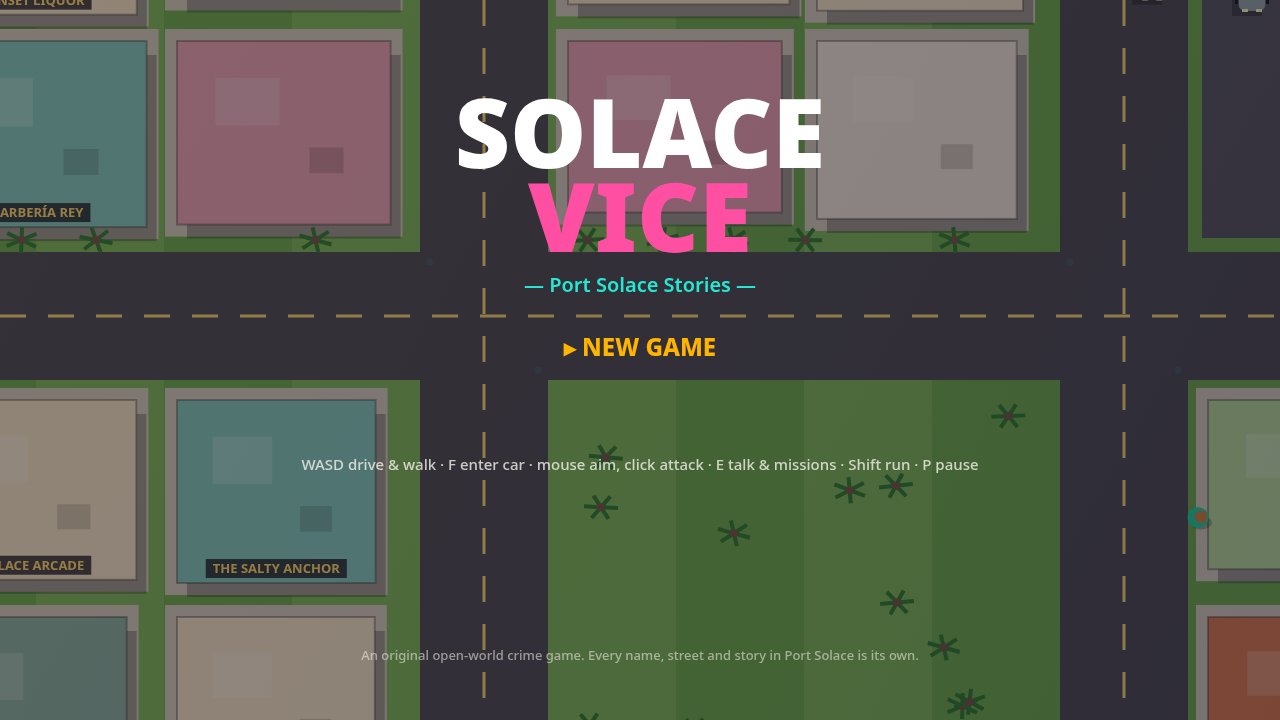 NSET LIQUOR
SOLACE
VICE
ARBERÍA REY
— Port Solace Stories —
▸ NEW GAME
WASD drive & walk · F enter car · mouse aim, click attack · E talk & missions · Shift run · P pause
LACE ARCADE
THE SALTY ANCHOR
An original open-world crime game. Every name, street and story in Port Solace is its own.